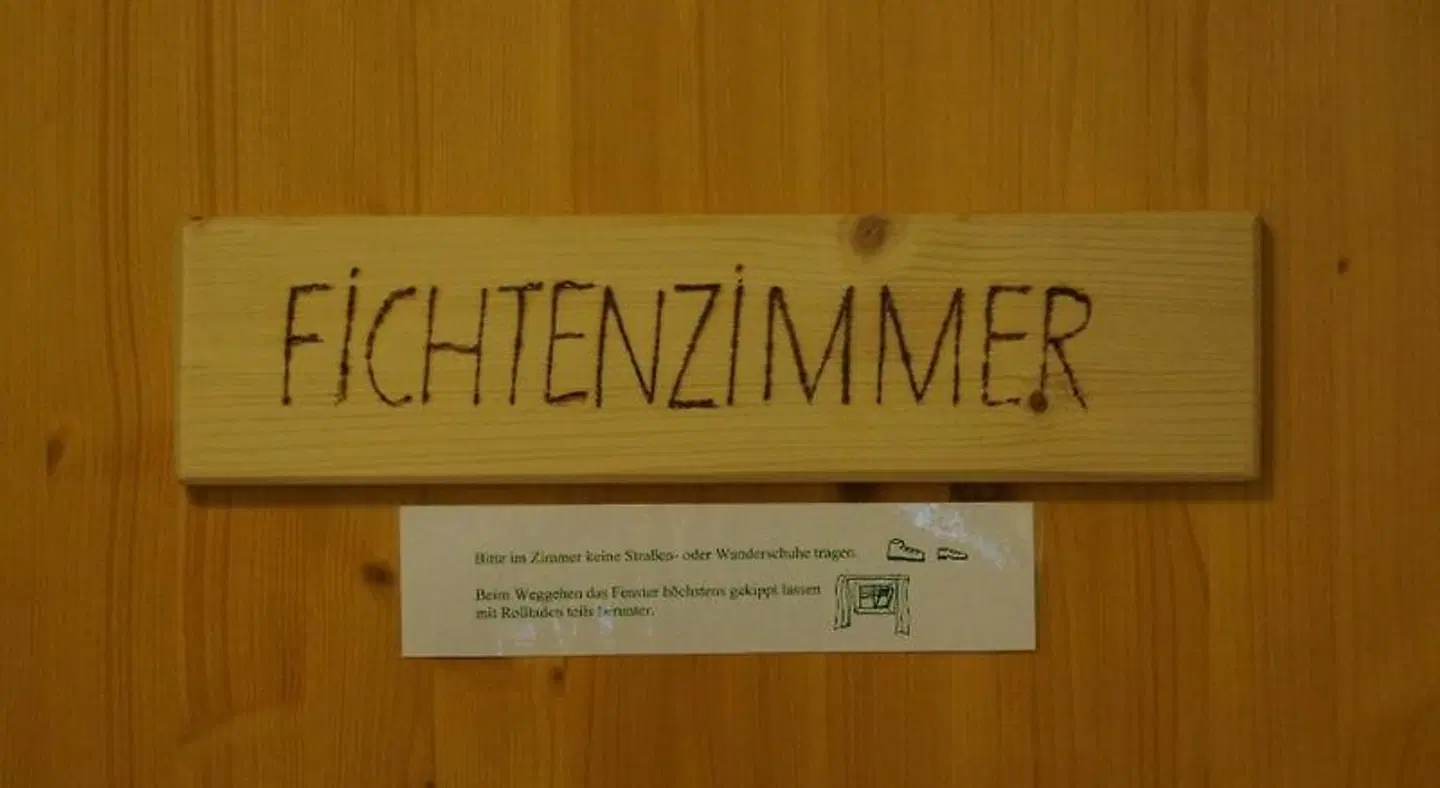 FiCHTENZiMMER
Bitte im Zimmer keine Straßen- oder Wanderschuhe tragen.
Beim Weggehen das Fenster höchstens gekippt lassen
mit Rolladen teils herunter.